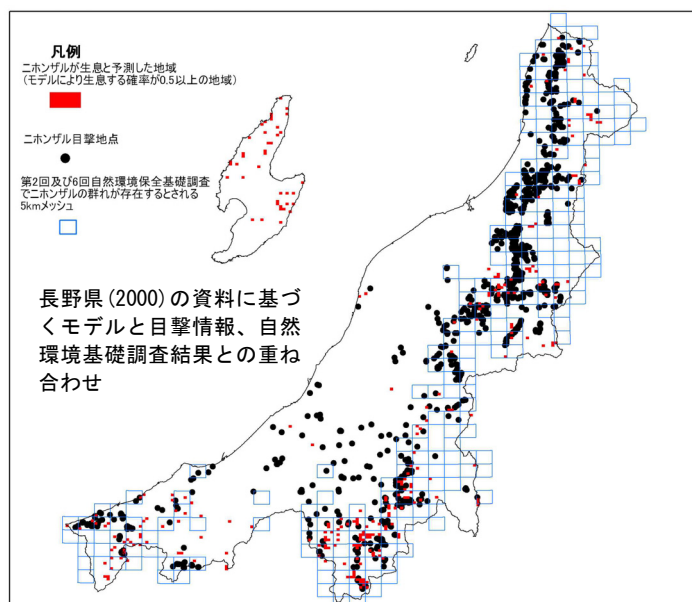 凡例
ニホンザルが生息と予測した地域
(モデルにより生息する確率が0.5以上の地域)
ニホンザル目撃地点
第2回及び6回自然環境保全基礎調査
でニホンザルの群れが存在するとされる
5kmメッシュ
長野県(2000)の資料に基づ
くモデルと目撃情報、自然
環境基礎調査結果との重ね
合わせ